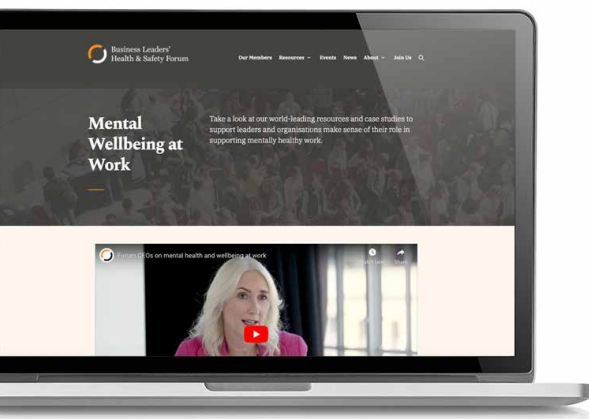 Business Leaders'
Health & Safety Forum
Our Members Resources Events News About Join Us
Mental
Wellbeing at
Work
Take a look at our world-leading resources and case studies to
support leaders and organisations make sense of their role in
supporting mentally healthy work.
Forum CEOs on mental health and wellbeing at work
Share